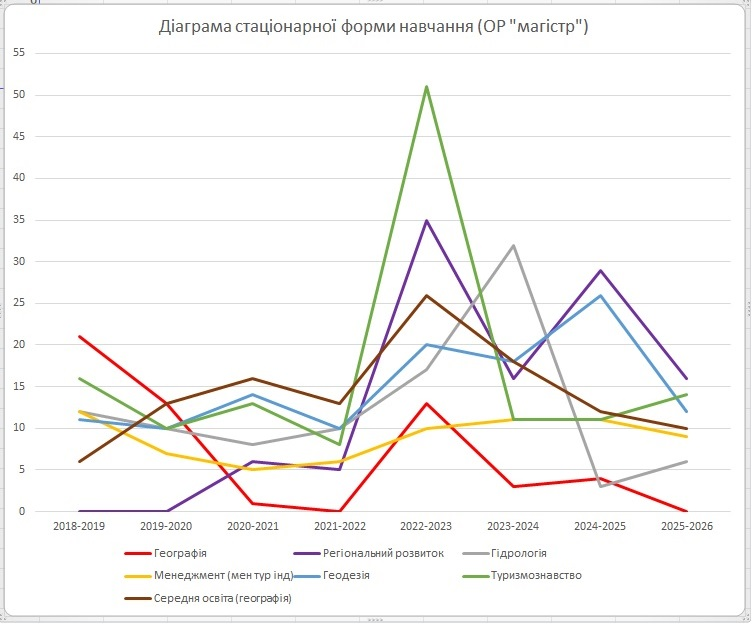 Діаграма стаціонарної форми навчання (ОР "магістр")
55
50
45
40
35
30
25
20
15
10
5
0
2018-2019 2019-2020 2020-2021 2021-2022 2022-2023 2023-2024 2024-2025 2025-2026
Географія Регіональний розвиток Гідрологія
Менеджмент (мен тур інд) Геодезія Туризмознавство
Середня освіта (географія)